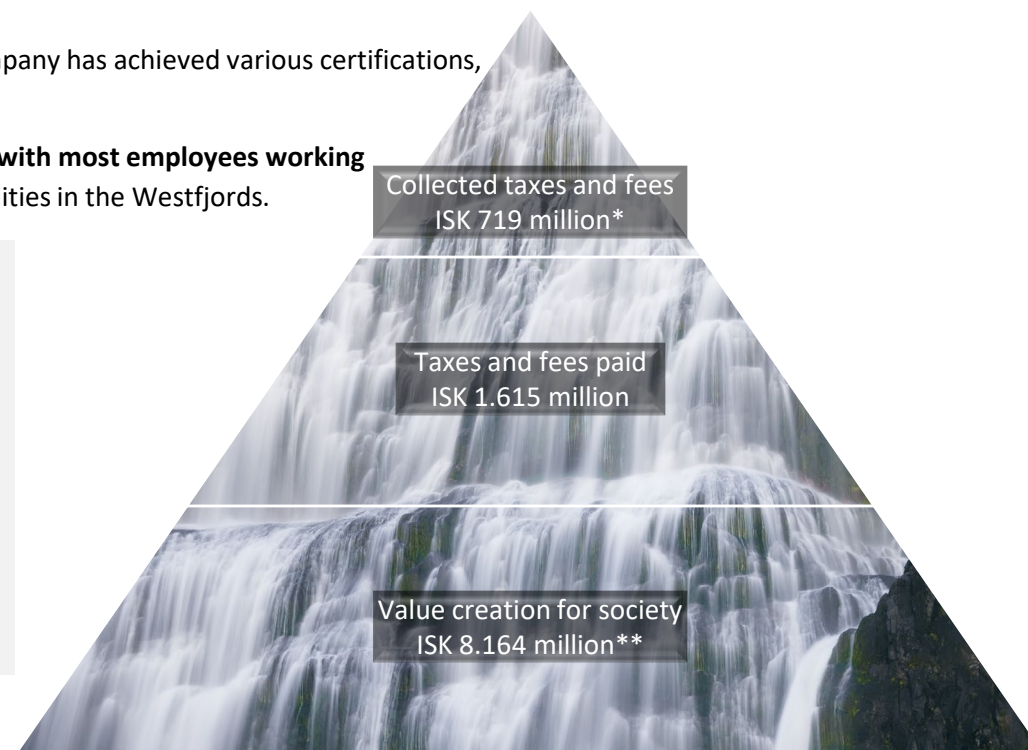 pany has achieved various certifications,
with most employees working
ities in the Westfjords.
Collected taxes and fees
ISK 719 million*
Taxes and fees paid
ISK 1.615 million
Value creation for society
ISK 8.164 million**